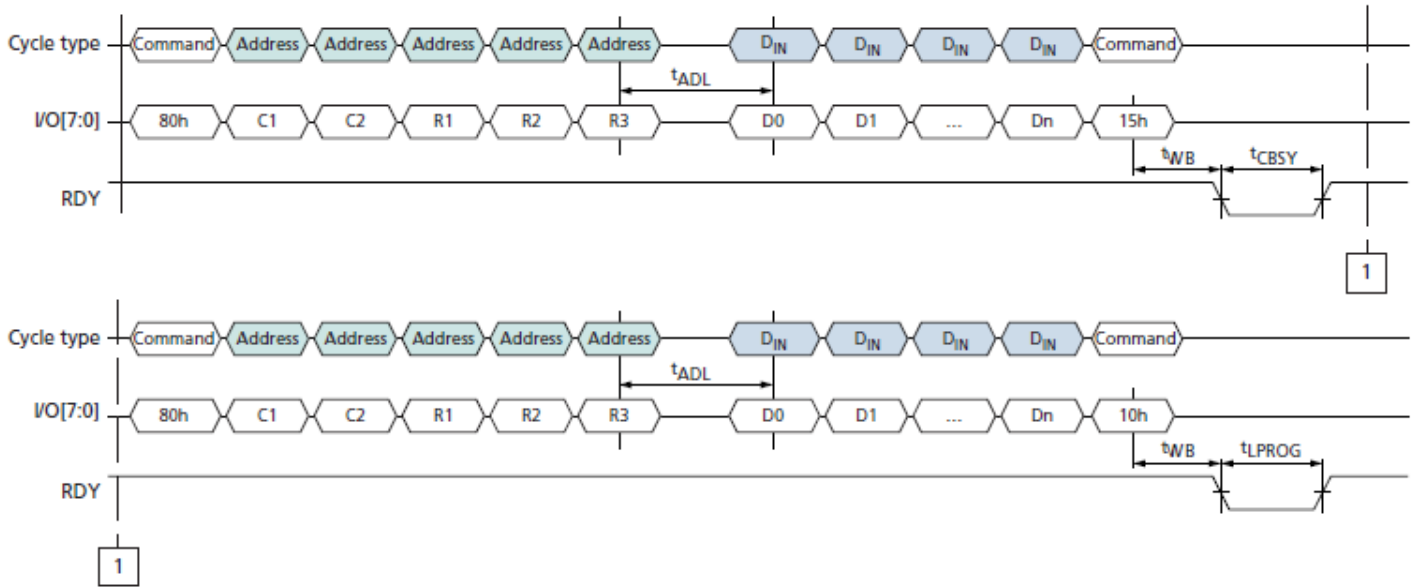 Cycle type Command Address Address Address Address Address DIN DIN DIN DIN Command
tADL
I/O[7:0] 80h C1 C2 R1 R2 R3 D0 D1 ... Dn 15h
tWB tCBSY
RDY
1
Cycle type Command Address Address Address Address Address DIN DIN DIN DIN Command
tADL
I/O[7:0] 80h C1 C2 R1 R2 R3 D0 D1 ... Dn 10h
tWB tLPROG
RDY
1